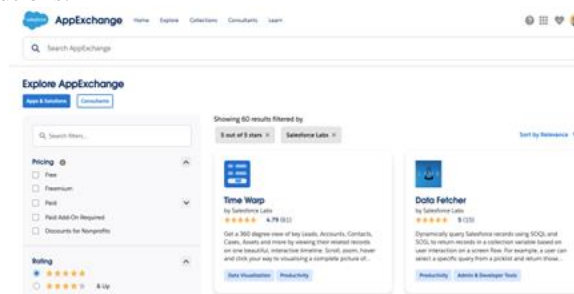 salesforce
AppExchange
Home Explore Collections Consultants Learn
Search AppExchange
Explore AppExchange
Apps & Solutions Consultants
Search filters...
Pricing
Free
Freemium
Paid
Paid Add-On Required
Discounts for Nonprofits
Rating
& Up
Showing 60 results filtered by
5 out of 5 stars × Salesforce Labs ×
Sort by Relevance
Time Warp
by Salesforce Labs
4.79 (61)
Get a 360 degree view of key Leads, Accounts, Contacts,
Cases, Assets and more by viewing their related records
on one beautiful, interactive timeline. Scroll, zoom, hover
and click your way to visualising a complete picture of...
Data Visualization Productivity
Data Fetcher
by Salesforce Labs
5 (15)
Dynamically query Salesforce records using SOQL and
SOSL to return records in a collection variable based on
user interaction on a screen flow. For example, a user can
select a specific query from a picklist and return those...
Productivity Admin & Developer Tools